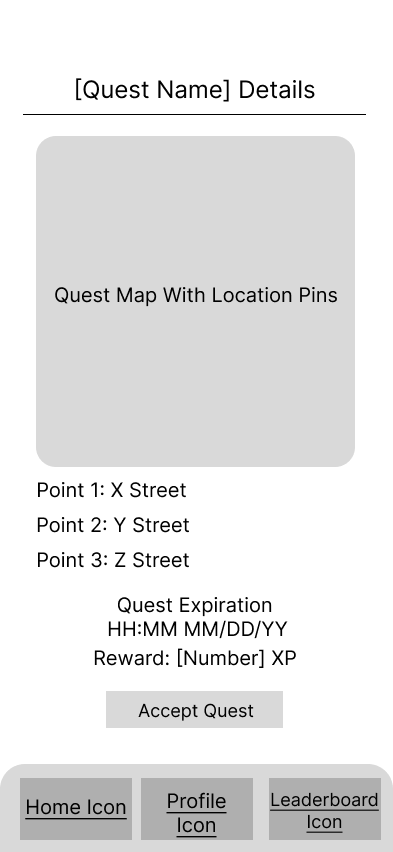 [Quest Name] Details
Quest Map With Location Pins
Point 1: X Street
Point 2: Y Street
Point 3: Z Street
Quest Expiration
HH:MM MM/DD/YY
Reward: [Number] XP
Accept Quest
Home Icon
Profile
Icon
Leaderboard
Icon